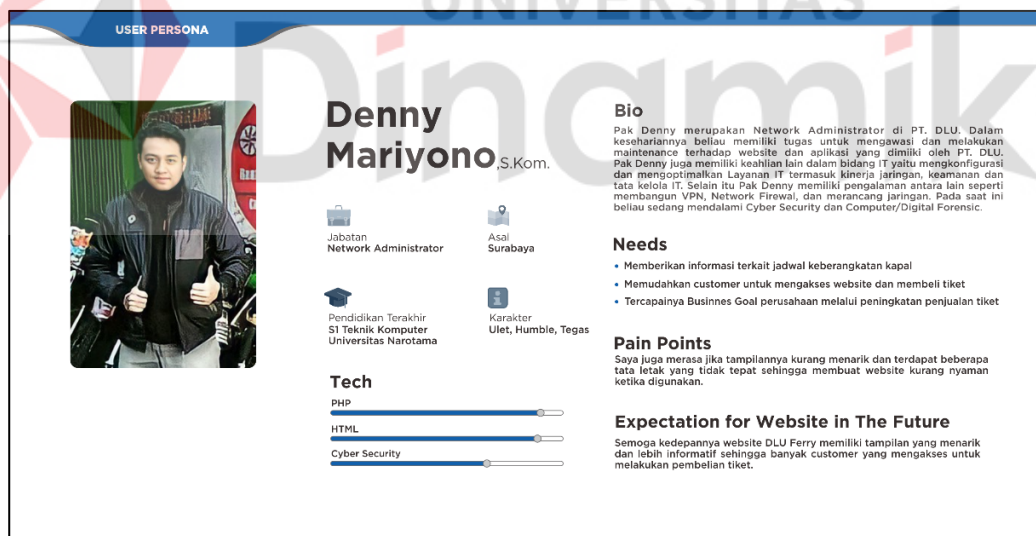 UNIVERSITAS
Dinamik
USER PERSONA
Denny
Mariyono,S.Kom.
Jabatan
Network Administrator
Asal
Surabaya
Pendidikan Terakhir
S1 Teknik Komputer
Universitas Narotama
Karakter
Ulet, Humble, Tegas
Tech
PHP
HTML
Cyber Security
Bio
Pak Denny merupakan Network Administrator di PT. DLU. Dalam
kesehariannya beliau memiliki tugas untuk mengawasi dan melakukan
maintenance terhadap website dan aplikasi yang dimiliki oleh PT. DLU.
Pak Denny juga memiliki keahlian lain dalam bidang IT yaitu mengkonfigurasi
dan mengoptimalkan Layanan IT termasuk kinerja jaringan, keamanan dan
tata kelola IT. Selain itu Pak Denny memiliki pengalaman antara lain seperti
membangun VPN, Network Firewal, dan merancang jaringan. Pada saat ini
beliau sedang mendalami Cyber Security dan Computer/Digital Forensic.
Needs
• Memberikan informasi terkait jadwal keberangkatan kapal
• Memudahkan customer untuk mengakses website dan membeli tiket
• Tercapainya Businnes Goal perusahaan melalui peningkatan penjualan tiket
Pain Points
Saya juga merasa jika tampilannya kurang menarik dan terdapat beberapa
tata letak yang tidak tepat sehingga membuat website kurang nyaman
ketika digunakan.
Expectation for Website in The Future
Semoga kedepannya website DLU Ferry memiliki tampilan yang menarik
dan lebih informatif sehingga banyak customer yang mengakses untuk
melakukan pembelian tiket.